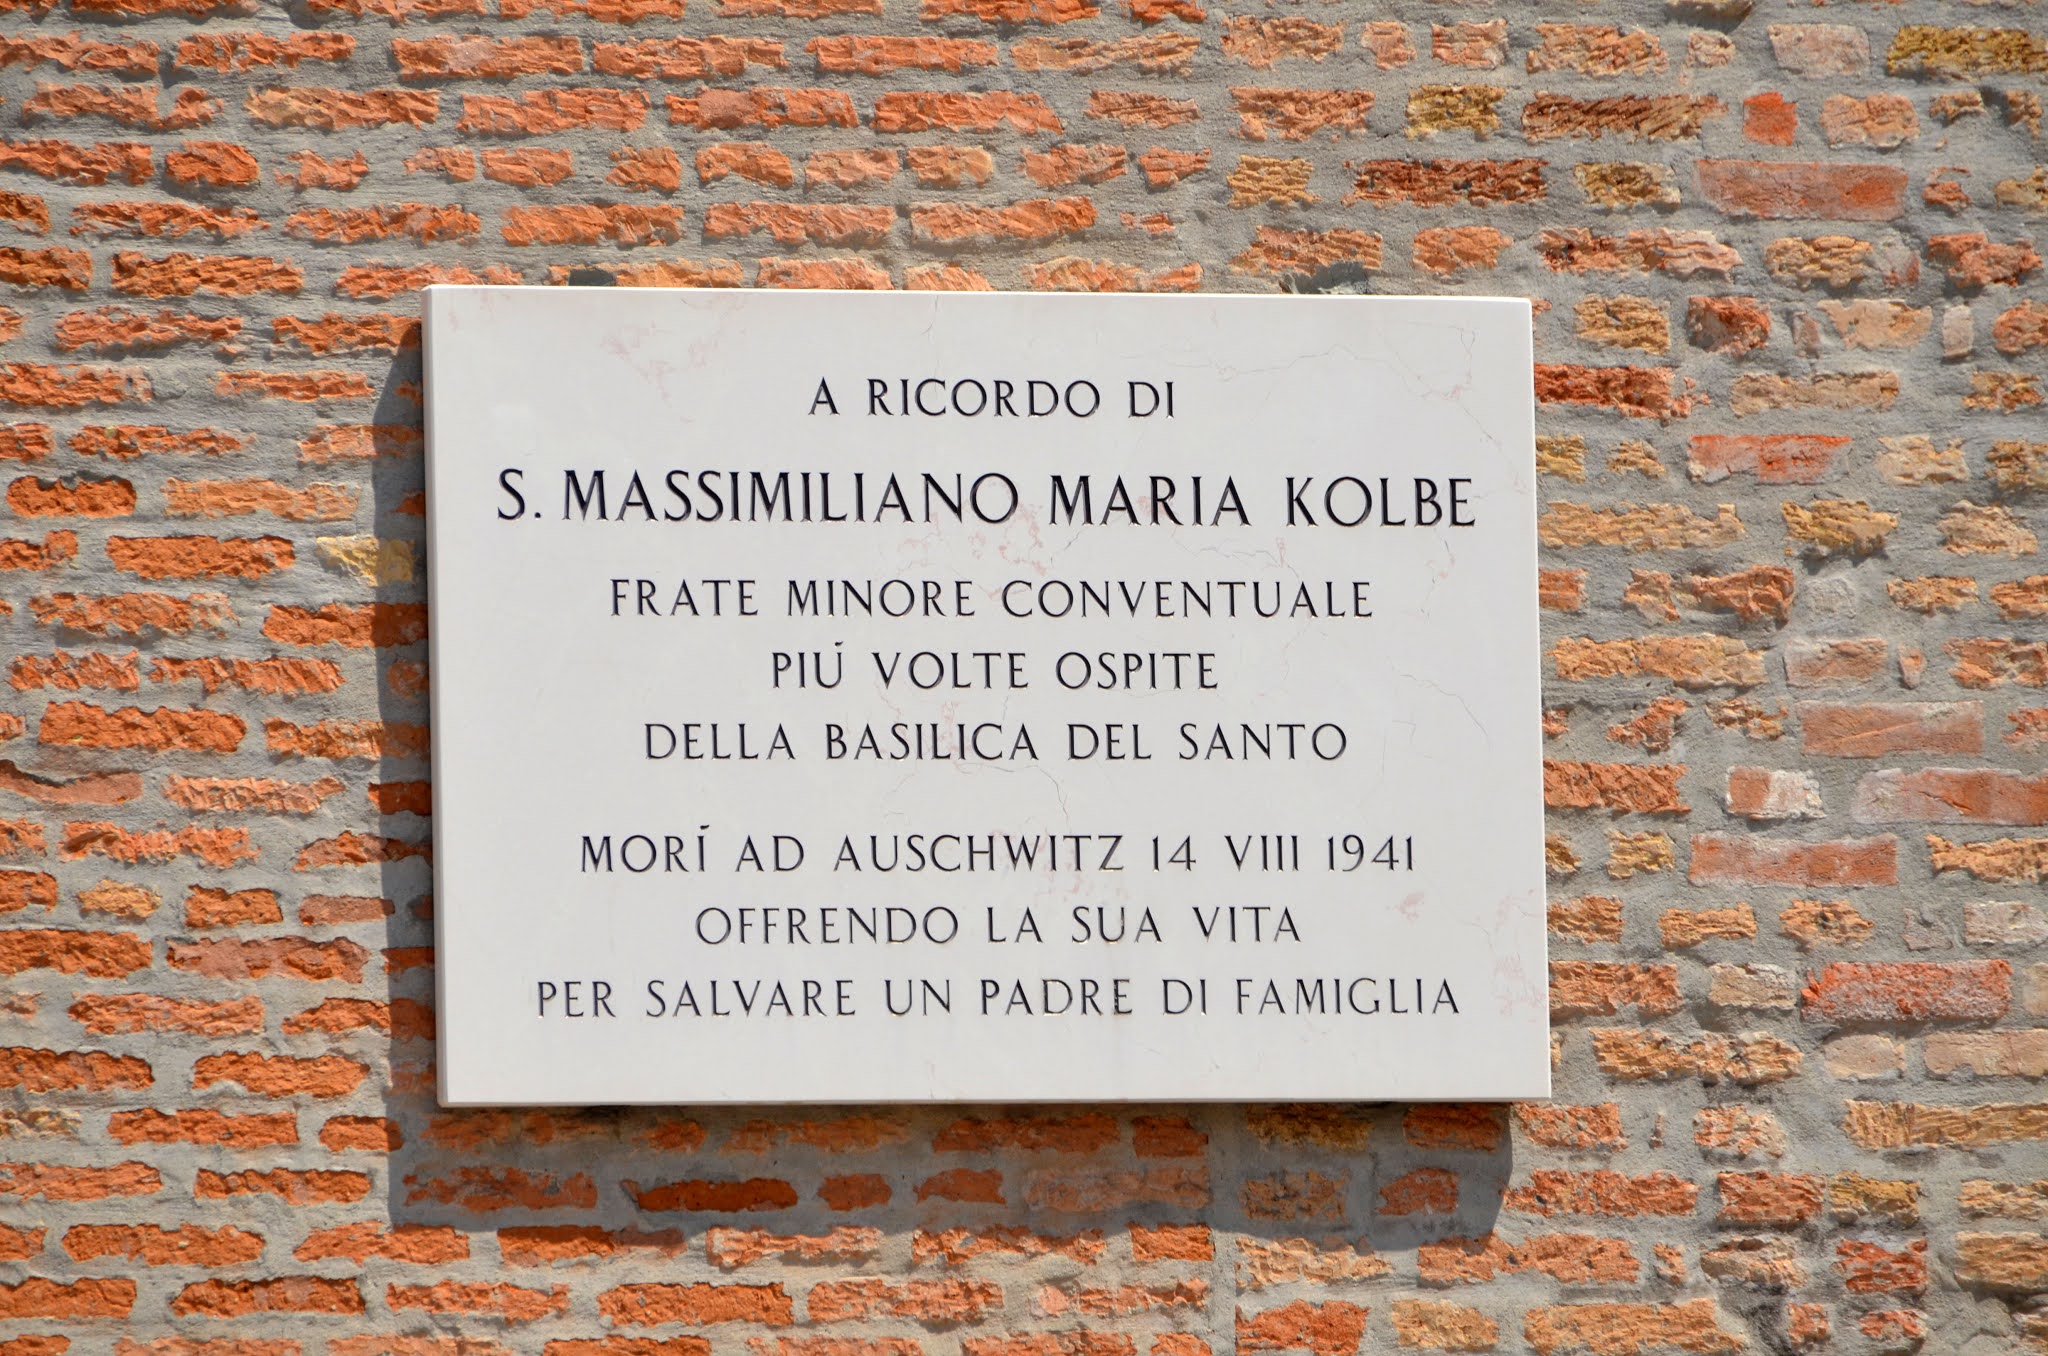 A RICORDO DI
S. MASSIMILIANO MARIA KOLBE
FRATE MINORE CONVENTUALE
PIÚ VOLTE OSPITE
DELLA BASILICA DEL SANTO
MORÍ AD AUSCHWITZ 14 VIII 1941
OFFRENDO LA SUA VITA
PER SALVARE UN PADRE DI FAMIGLIA